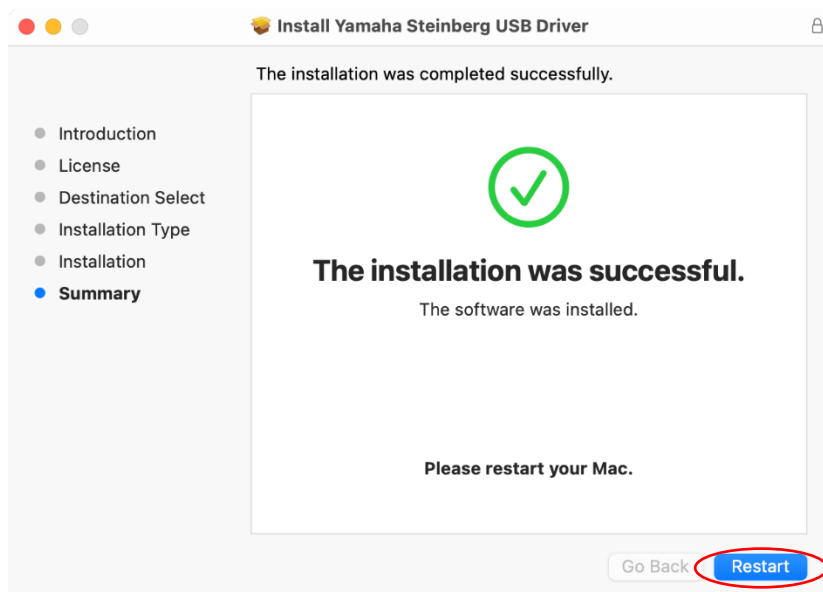 Install Yamaha Steinberg USB Driver
The installation was completed successfully.
Introduction
License
Destination Select
Installation Type
Installation
Summary
The installation was successful.
The software was installed.
Please restart your Mac.
Go Back
Restart